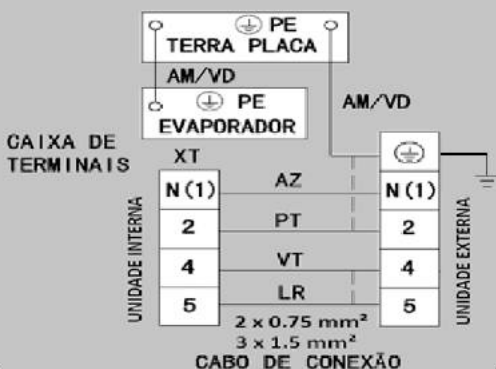 ⏚ PE
TERRA PLACA
AM/VD
⏚ PE
EVAPORADOR
AM/VD
CAIXA DE
TERMINAIS
XT
UNIDADE INTERNA
N(1)
2
4
5
AZ
PT
VT
LR
⏚
N(1)
2
4
5
UNIDADE EXTERNA
2 x 0.75 mm²
3 x 1.5 mm²
CABO DE CONEXÃO